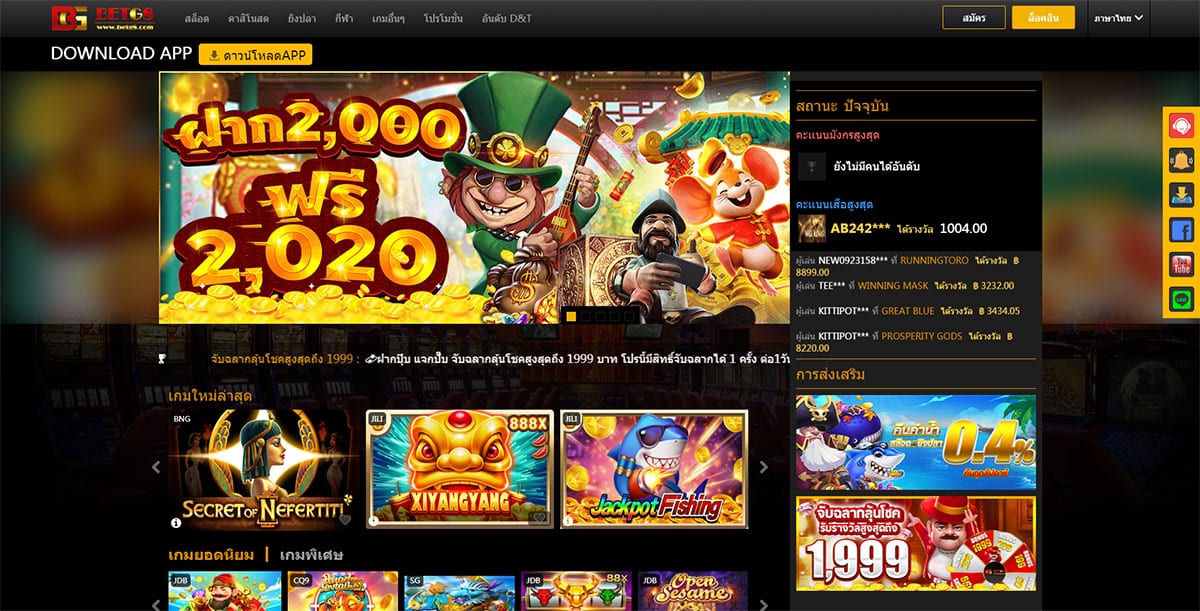 BETGS
www.betgs.com
สล็อต คาสิโนสด ยิงปลา กีฬา เกมอื่นๆ โปรโมชั่น อันดับ D&T
สมัคร ล็อคอิน ภาษาไทย
DOWNLOAD APP ดาวน์โหลดAPP
ฝาก2,000
ฟรี
2,020
สถานะ ปัจจุบัน
คะแนนมังกรสูงสุด
ยังไม่มีคนได้อันดับ
คะแนนเสือสูงสุด
AB242*** ได้รางวัล 1004.00
ผู้เล่น NEW0923158*** ที่ RUNNINGTORO ได้รางวัล ฿
8899.00
ผู้เล่น TEE*** ที่ WINNING MASK ได้รางวัล ฿ 3232.00
ผู้เล่น KITTIPOT*** ที่ GREAT BLUE ได้รางวัล ฿ 3434.05
ผู้เล่น KITTIPOT*** ที่ PROSPERITY GODS ได้รางวัล ฿
8220.00
จับฉลากลุ้นโชคสูงสุดถึง 1999 : ฝากปุ๊บ แจกปั๊บ จับฉลากลุ้นโชคสูงสุดถึง 1999 บาท โปรนี้มีสิทธิ์จับฉลากได้ 1 ครั้ง ต่อ1วัน
การส่งเสริม
คืนค่าน้ำ
สล็อต-ยิงปลา
0.4%
จับฉลากลุ้นโชค
รับรางวัลสูงสุดถึง
1,999
เกมใหม่ล่าสุด
BNG
SECRET OF NEFERTITI
JILI
888X
XIYANGYANG
JILI
Jackpot Fishing
เกมยอดนิยม | เกมพิเศษ
JDB
CQ9
SG
JDB
88X
JDB
Open
Sesame
You
Tube
LINE